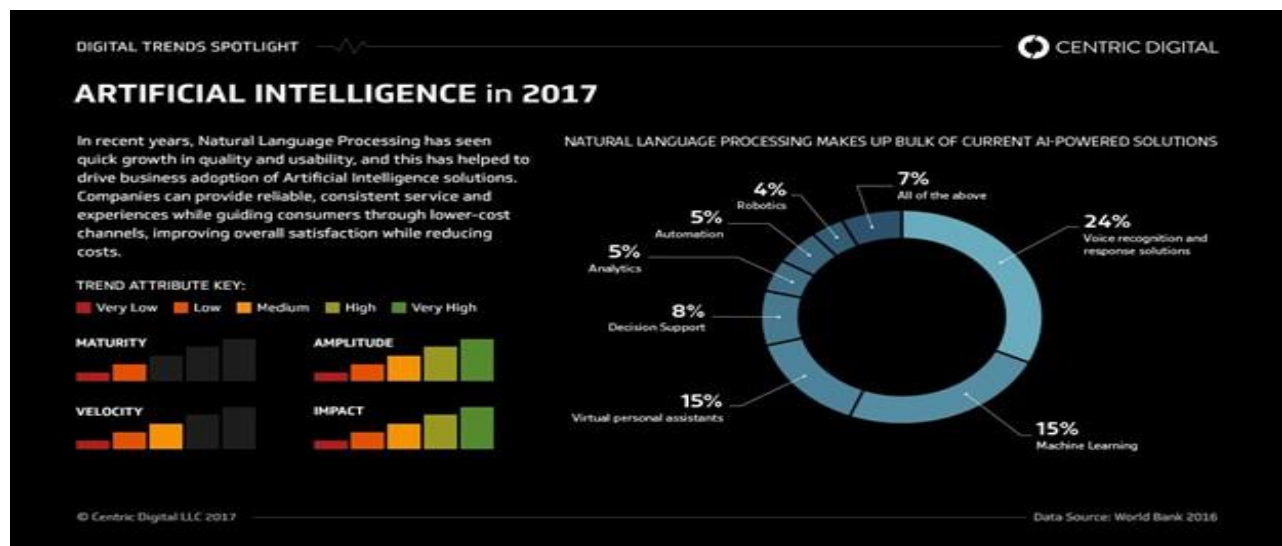 DIGITAL TRENDS SPOTLIGHT
CENTRIC DIGITAL
ARTIFICIAL INTELLIGENCE in 2017
In recent years, Natural Language Processing has seen
quick growth in quality and usability, and this has helped to
drive business adoption of Artificial Intelligence solutions.
Companies can provide reliable, consistent service and
experiences while guiding consumers through lower-cost
channels, improving overall satisfaction while reducing
costs.
TREND ATTRIBUTE KEY:
Very Low Low Medium High Very High
MATURITY
AMPLITUDE
VELOCITY
IMPACT
NATURAL LANGUAGE PROCESSING MAKES UP BULK OF CURRENT AI-POWERED SOLUTIONS
7%
All of the above
4%
Robotics
5%
Automation
5%
Analytics
8%
Decision Support
15%
Virtual personal assistants
24%
Voice recognition and
response solutions
15%
Machine Learning
© Centric Digital LLC 2017
Data Source: World Bank 2016